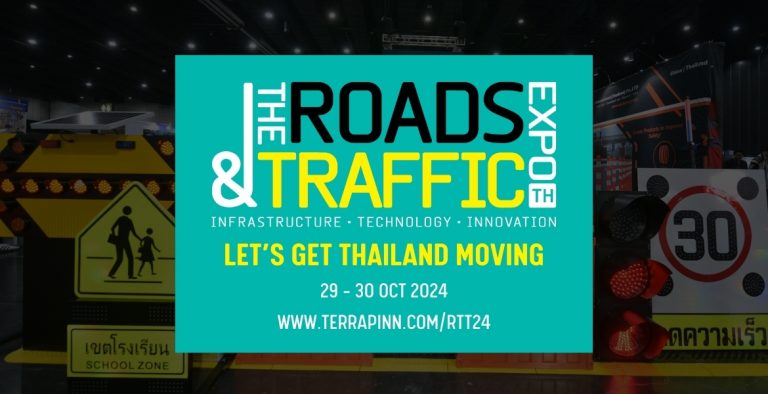 THE ROADS
& TRAFFIC
EXPO TH
INFRASTRUCTURE • TECHNOLOGY • INNOVATION
LET'S GET THAILAND MOVING
29 - 30 OCT 2024
WWW.TERRAPINN.COM/RTT24
เขตโรงเรียน
SCHOOL ZONE
30
ลดความเร็ว